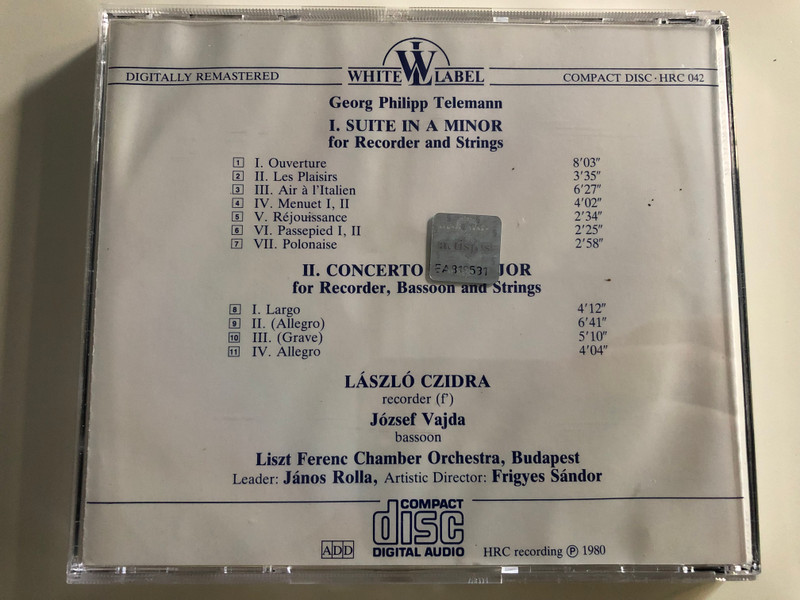 DIGITALLY REMASTERED
WL
WHITE LABEL
COMPACT DISC · HRC 042
Georg Philipp Telemann
I. SUITE IN A MINOR
for Recorder and Strings
1 I. Ouverture 8'03"
2 II. Les Plaisirs 3'35"
3 III. Air à l'Italien 6'27"
4 IV. Menuet I, II 4'02"
5 V. Réjouissance 2'34"
6 VI. Passepied I, II 2'25"
7 VII. Polonaise 2'58"
II. CONCERTO JOR
for Recorder, Bassoon and Strings
8 I. Largo 4'12"
9 II. (Allegro) 6'41"
10 III. (Grave) 5'10"
11 IV. Allegro 4'04"
LÁSZLÓ CZIDRA
recorder (f')
József Vajda
bassoon
Liszt Ferenc Chamber Orchestra, Budapest
Leader: János Rolla, Artistic Director: Frigyes Sándor
COMPACT
disc
DIGITAL AUDIO
ADD
HRC recording Ⓟ 1980